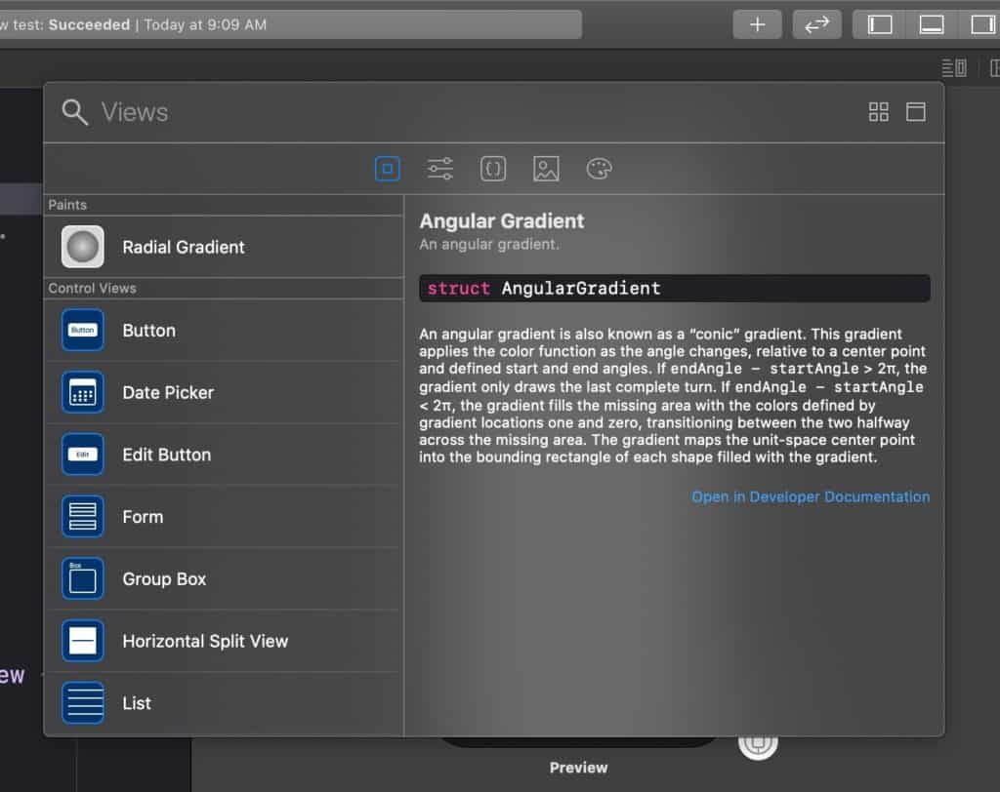 w test: Succeeded | Today at 9:09 AM
Views
Paints
Radial Gradient
Control Views
Button
Button
Date Picker
Edit
Edit Button
Form
Box
Group Box
Horizontal Split View
List
Angular Gradient
An angular gradient.
struct AngularGradient
An angular gradient is also known as a “conic” gradient. This gradient
applies the color function as the angle changes, relative to a center point
and defined start and end angles. If endAngle – startAngle > 2π, the
gradient only draws the last complete turn. If endAngle – startAngle
< 2π, the gradient fills the missing area with the colors defined by
gradient locations one and zero, transitioning between the two halfway
across the missing area. The gradient maps the unit-space center point
into the bounding rectangle of each shape filled with the gradient.
Open in Developer Documentation
ew
Preview